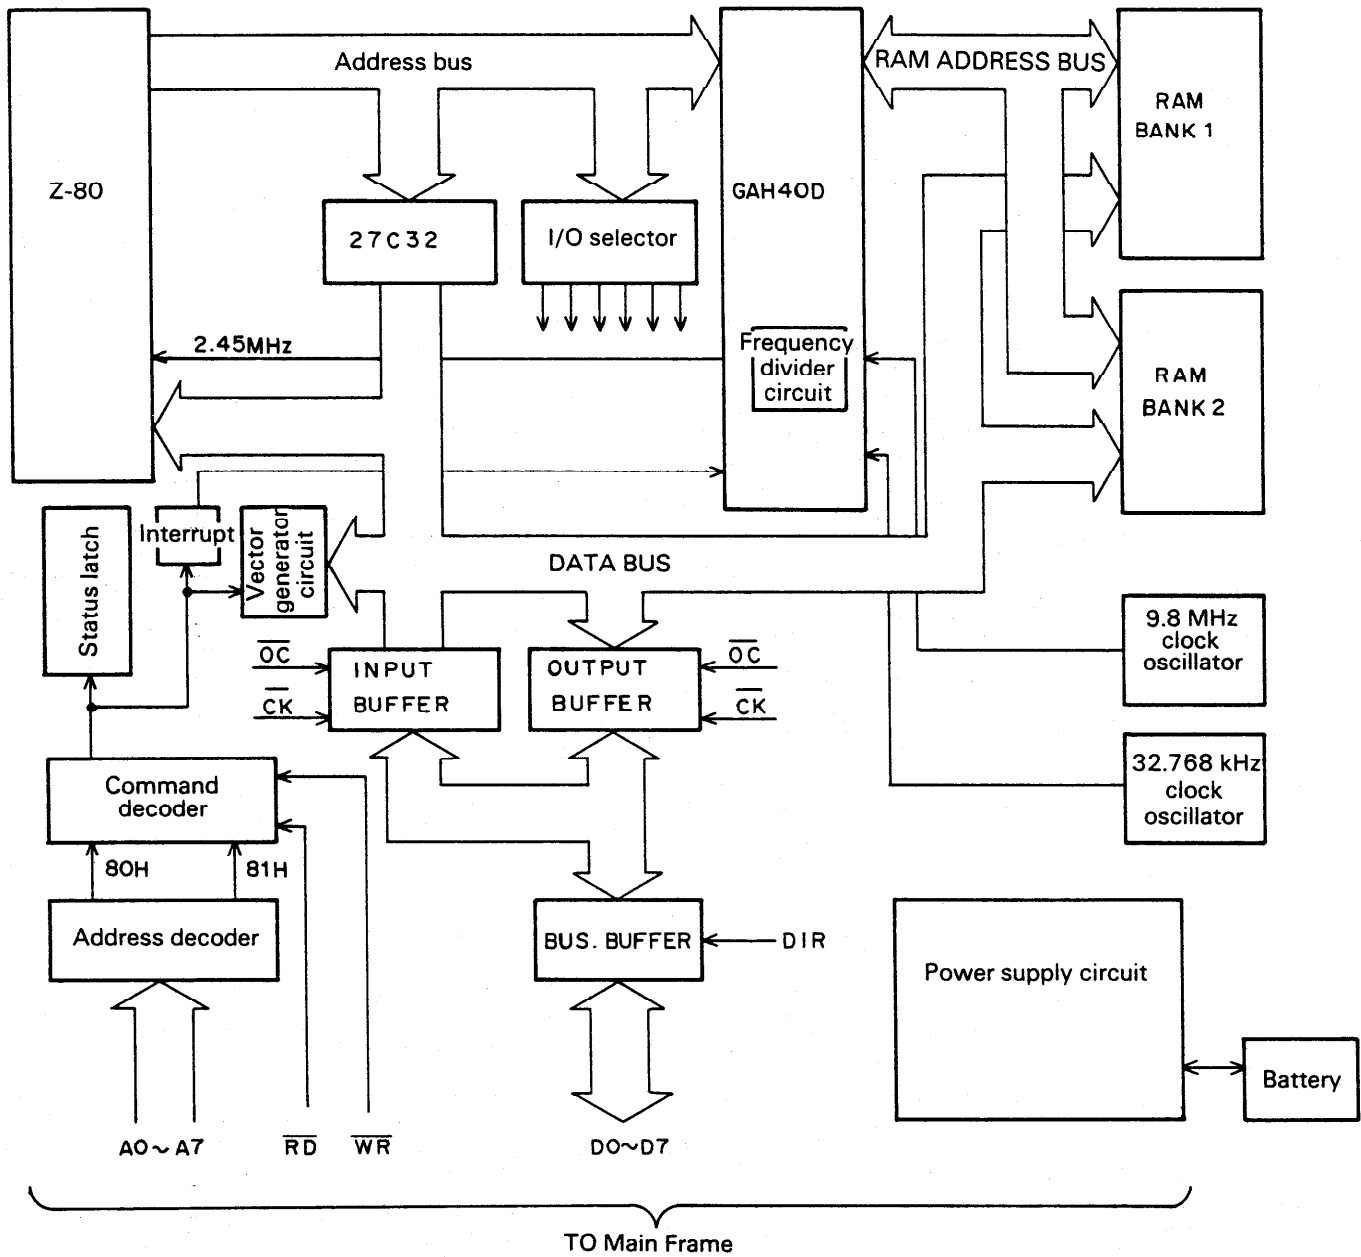 Address bus
RAM ADDRESS BUS
RAM
BANK 1
Z-80
GAH40D
27C32
I/O selector
2.45MHz
Frequency
divider
circuit
RAM
BANK 2
Status latch
Interrupt
Vector
generator
circuit
DATA BUS
9.8 MHz
clock
oscillator
OC
CK
INPUT
BUFFER
OUTPUT
BUFFER
OC
CK
32.768 kHz
clock
oscillator
Command
decoder
80H
81H
Address decoder
BUS. BUFFER
DIR
Power supply circuit
Battery
A0~A7
RD
WR
D0~D7
TO Main Frame